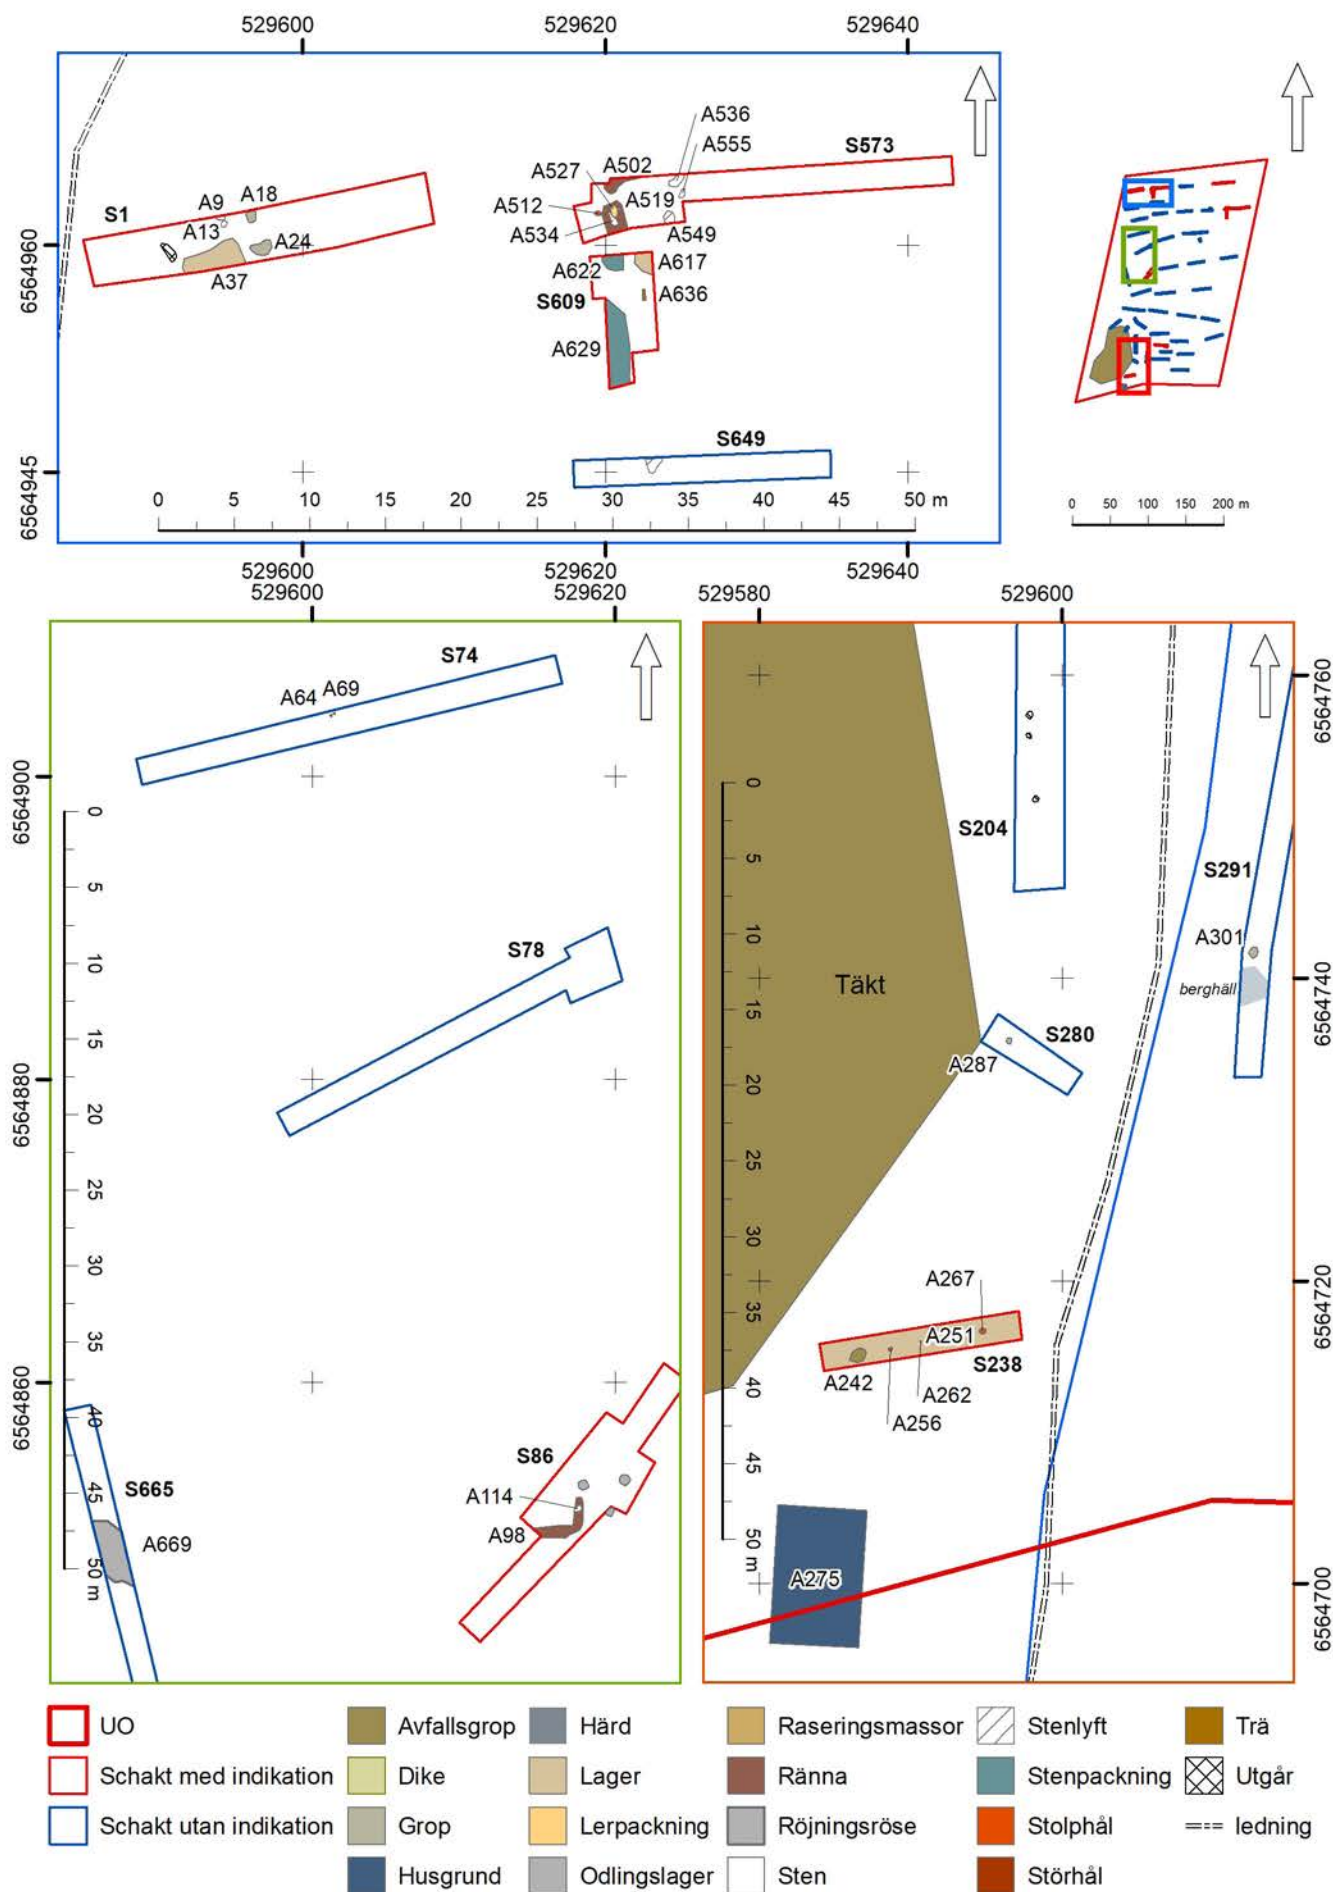 529600
529620
529640
A536
A555
S573
A527
A502
A9
A18
S1
A512
A519
A13
A24
A534
A549
6564960
A37
A622
A617
S609
A636
A629
S649
6564945
0 5 10 15 20 25 30 35 40 45 50 m
0 50 100 150 200 m
529600
529620
529640
529600
529620
S74
A64
A69
6564900
0
5
S78
10
15
6564880
20
25
30
35
6564860
40
S86
S665
45
A114
A98
A669
50 m
529580
529600
6564760
0
5
S204
S291
10
A301
Täkt
berghäll
6564740
15
S280
A287
20
25
30
A267
6564720
35
A251
S238
A242
40
A262
A256
45
50 m
A275
6564700
UO
Schakt med indikation
Schakt utan indikation
Avfallsgrop
Dike
Grop
Husgrund
Härd
Lager
Lerpackning
Odlingslager
Raseringsmassor
Ränna
Röjningsröse
Sten
Stenlyft
Stenpackning
Stolphål
Störhål
Trä
Utgår
ledning